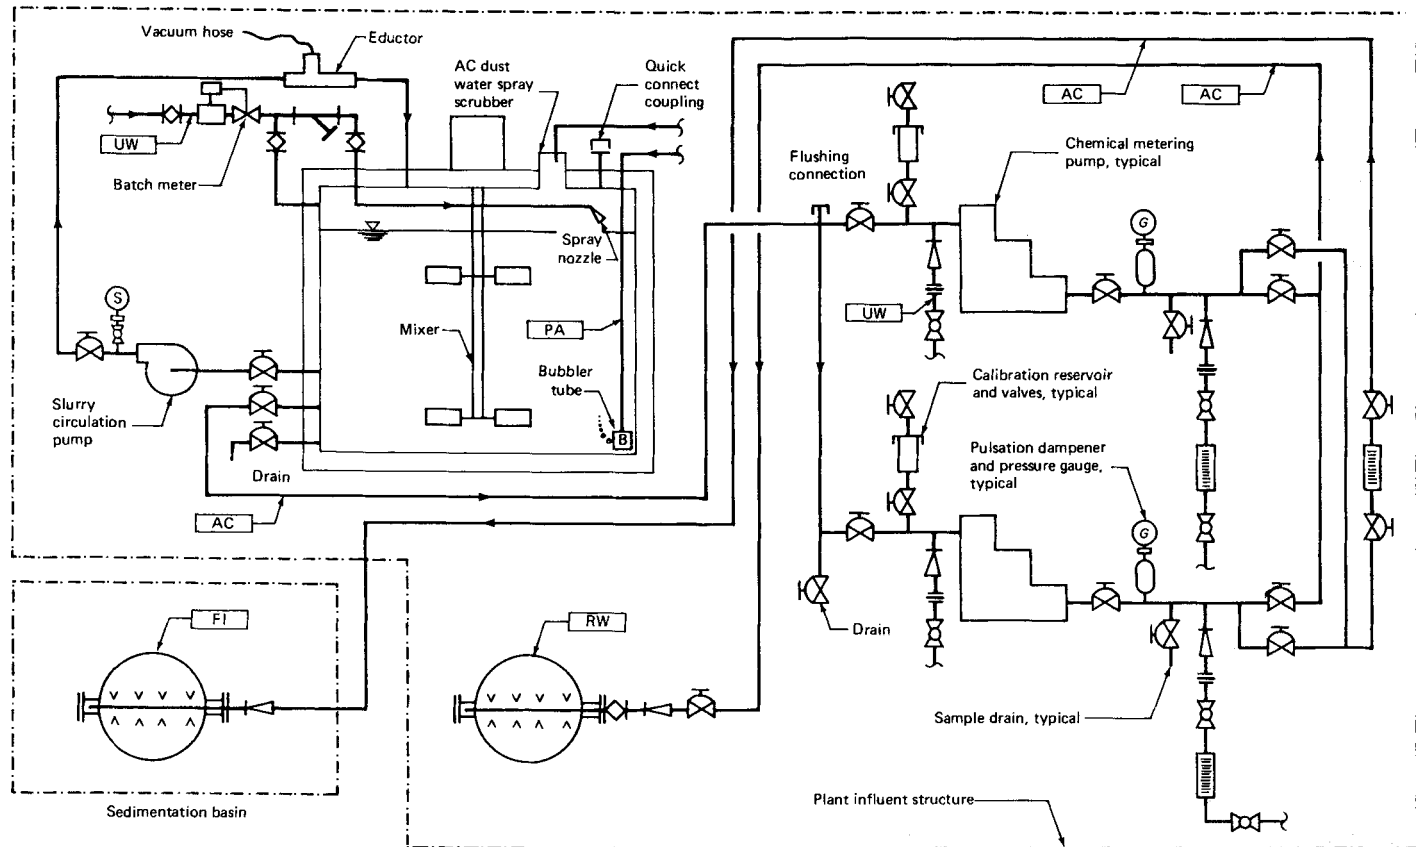 Vacuum hose
Eductor
AC dust
water spray
scrubber
Quick
connect
coupling
AC
AC
UW
Batch meter
Flushing
connection
Chemical metering
pump, typical
G
Spray
nozzle
S
Mixer
PA
UW
Bubbler
tube
Calibration reservoir
and valves, typical
Slurry
circulation
pump
B
Drain
Pulsation dampener
and pressure gauge,
typical
AC
G
FI
RW
Drain
Sample drain, typical
Sedimentation basin
Plant influent structure